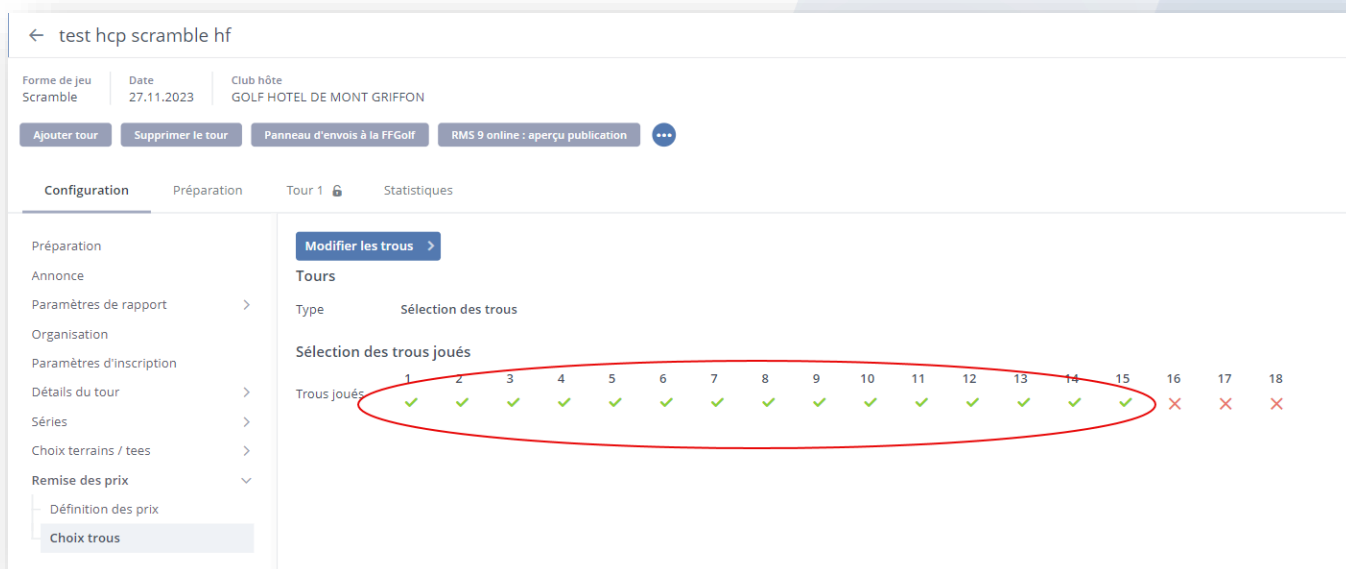 test hcp scramble hf
Forme de jeu Date Club hôte
Scramble 27.11.2023 GOLF HOTEL DE MONT GRIFFON
Ajouter tour Supprimer le tour Panneau d'envois à la FFGolf RMS 9 online : aperçu publication
Configuration Préparation Tour 1 Statistiques
Préparation
Annonce
Paramètres de rapport
Organisation
Paramètres d'inscription
Détails du tour
Séries
Choix terrains / tees
Remise des prix
Définition des prix
Choix trous
Modifier les trous
Tours
Type Sélection des trous
Sélection des trous joués
1 2 3 4 5 6 7 8 9 10 11 12 13 14 15 16 17 18
Trous joués